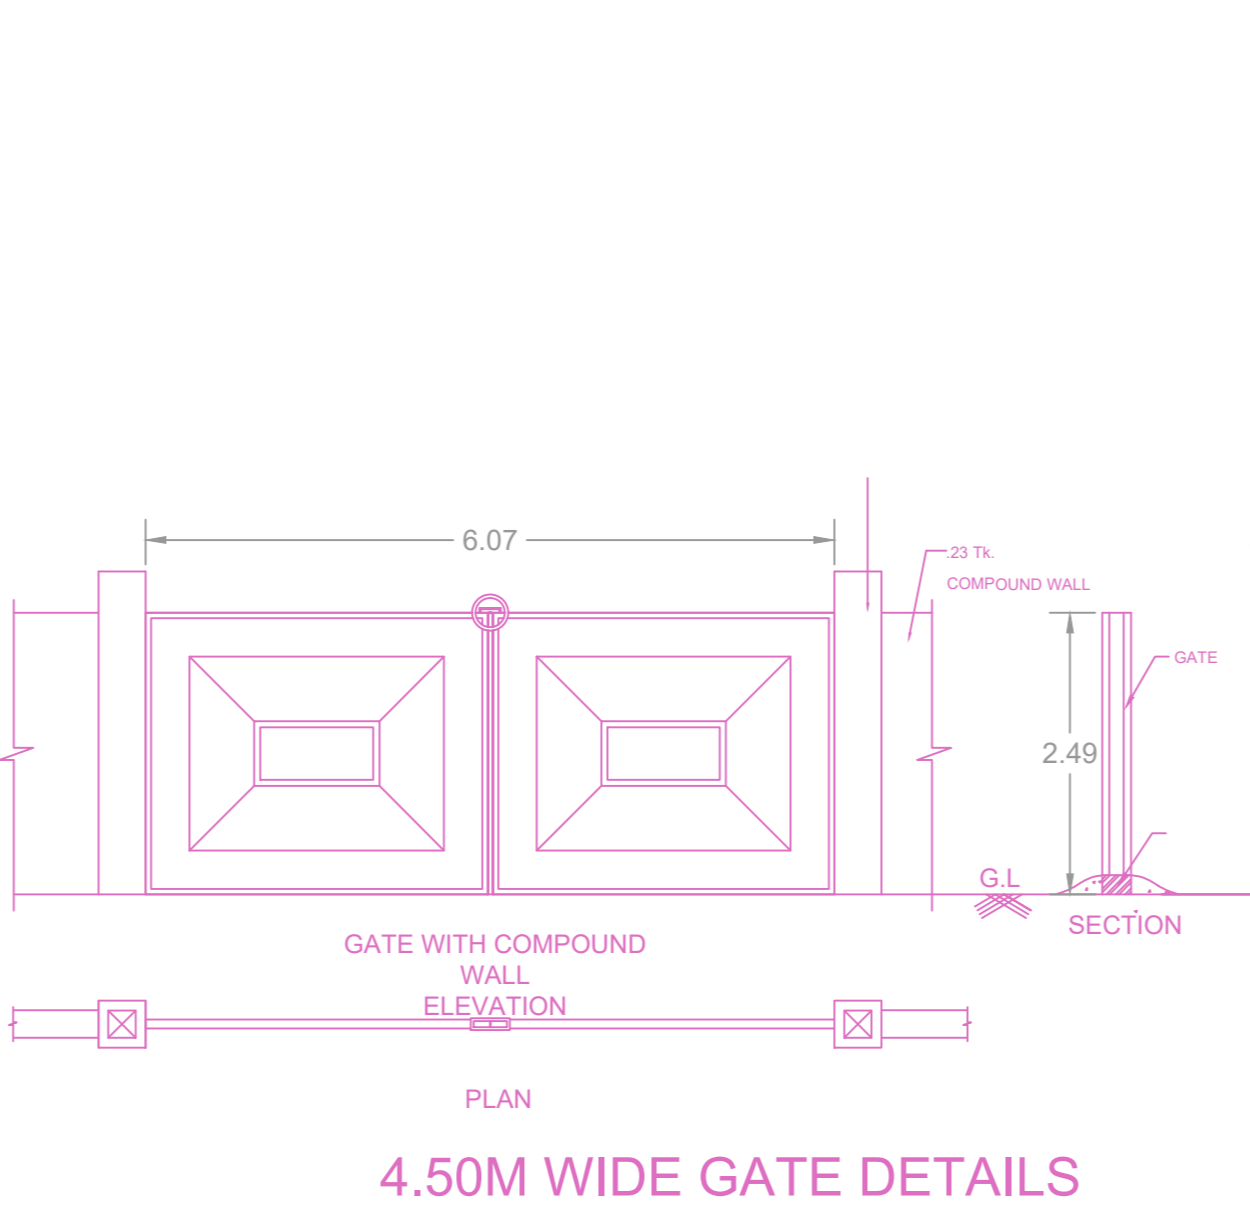 6.07
.23 Tk.
COMPOUND WALL
GATE
2.49
G.L
SECTION
GATE WITH COMPOUND
WALL
ELEVATION
PLAN
4.50M WIDE GATE DETAILS